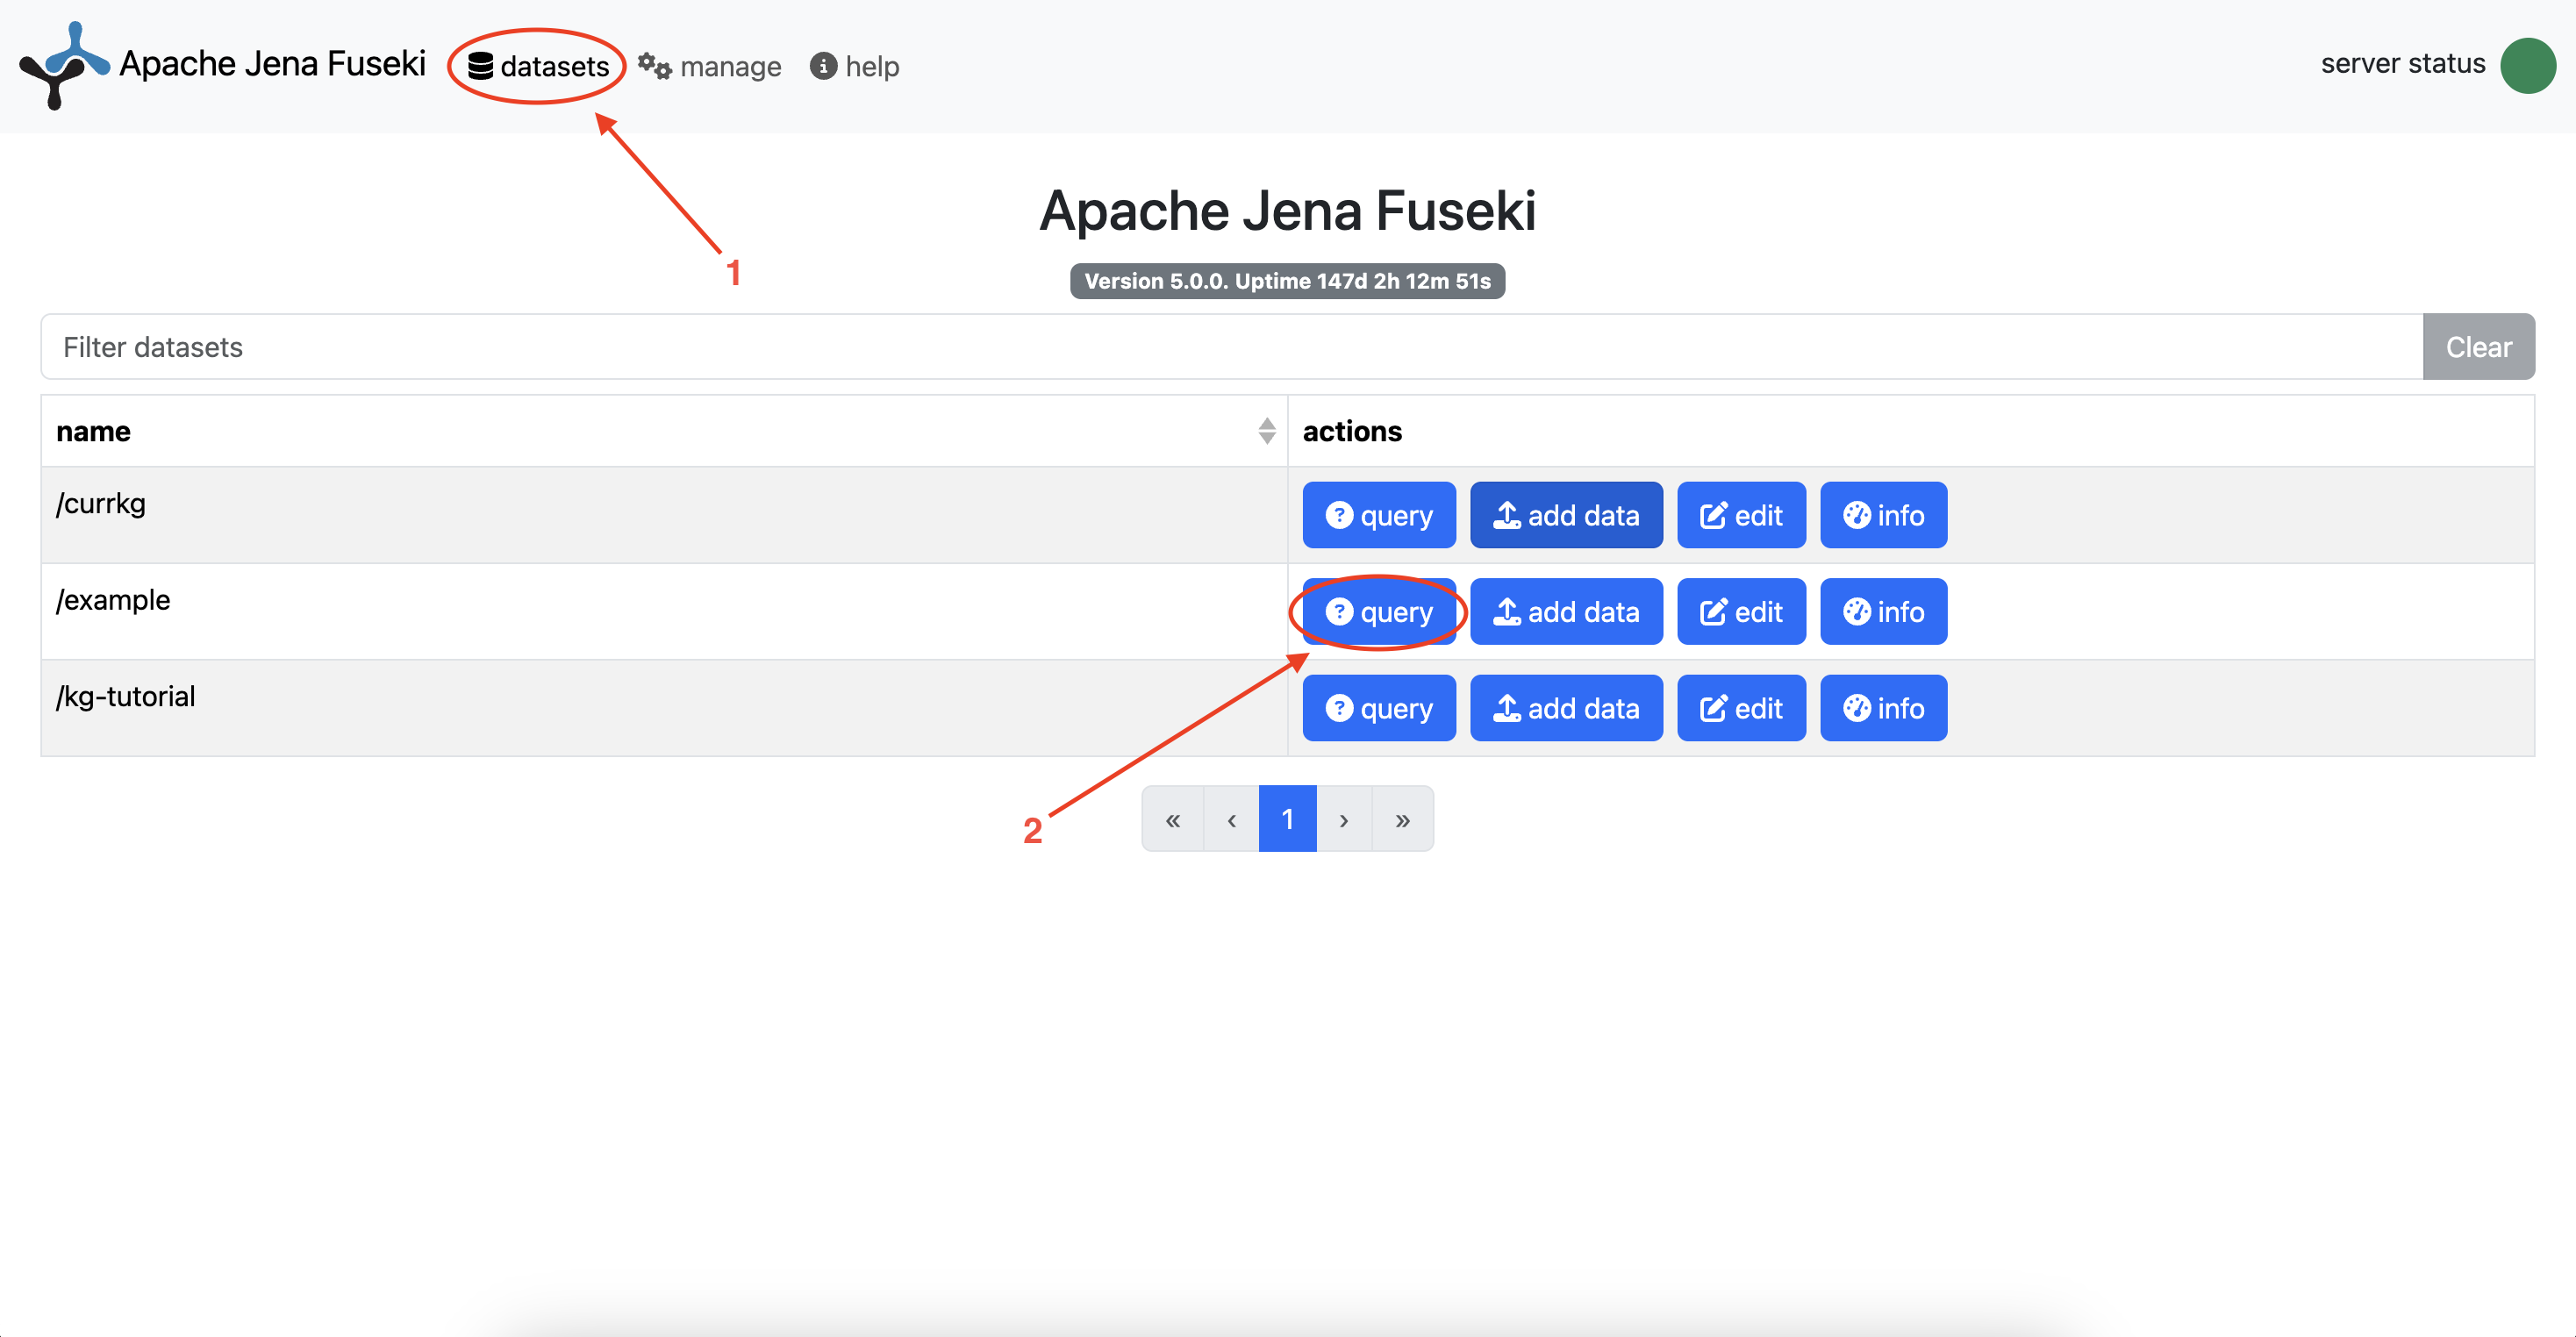 Apache Jena Fuseki datasets manage help server status
1
Apache Jena Fuseki
Version 5.0.0. Uptime 147d 2h 12m 51s
Filter datasets Clear
name actions
/currkg query add data edit info
/example query add data edit info
/kg-tutorial query add data edit info
2
« ‹ 1 › »